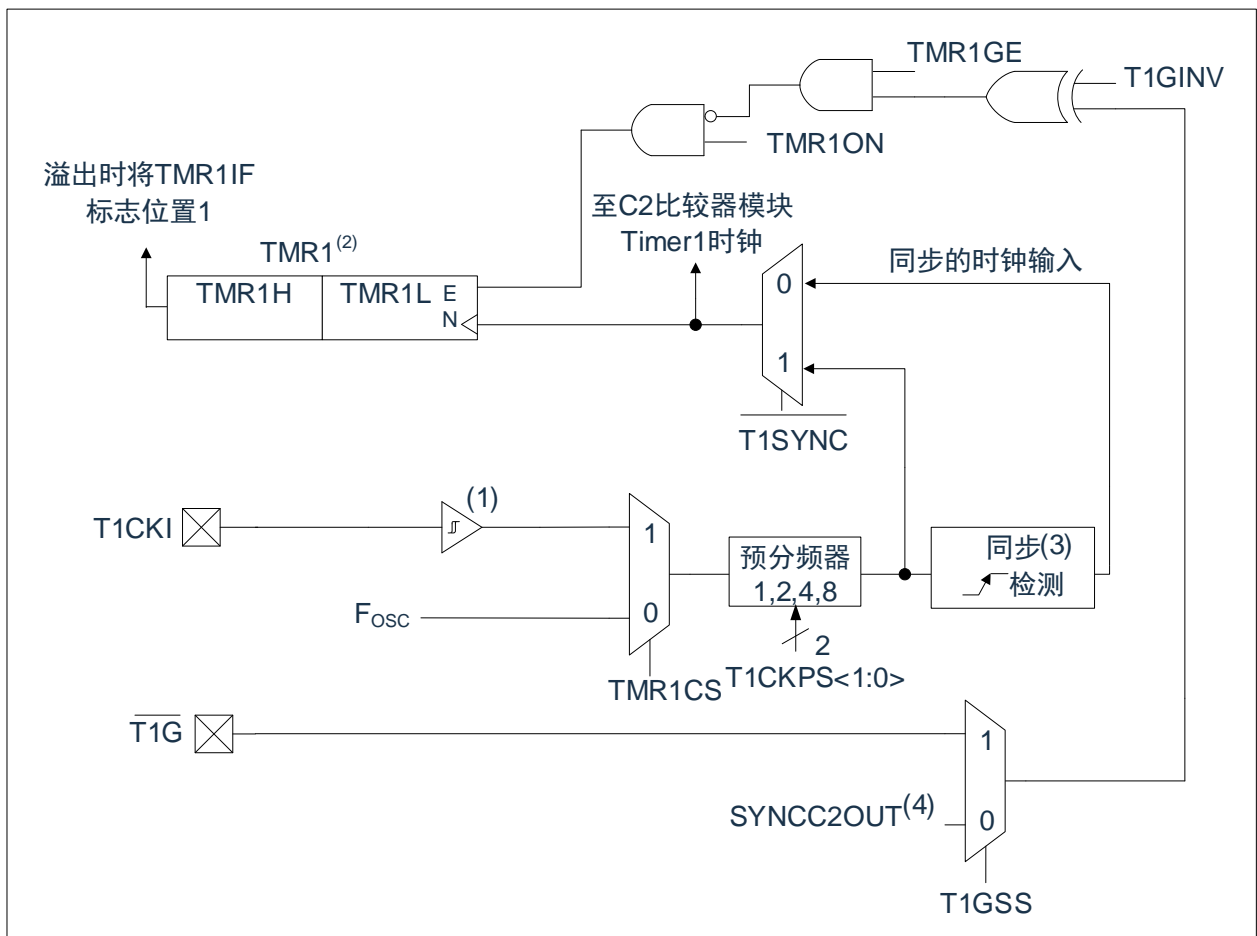 TMR1GE
T1GINV
TMR1ON
溢出时将TMR1IF
标志位置1
至C2比较器模块
Timer1时钟
TMR1(2)
同步的时钟输入
TMR1H
TMR1L
E
N
0
1
T1SYNC
(1)
T1CKI
1
0
FOSC
TMR1CS
预分频器
1,2,4,8
2
T1CKPS<1:0>
同步(3)
检测
T1G
1
0
SYNCC2OUT(4)
T1GSS